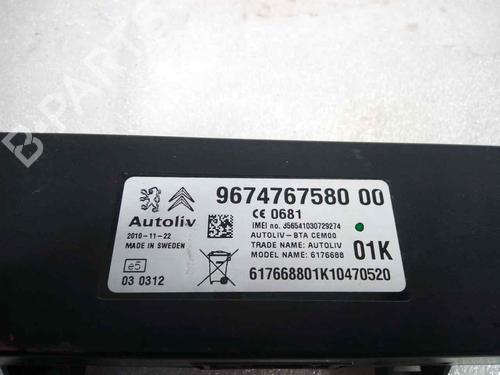 B-PARTS
9674767580 00
Autoliv
CE 0681
IMEI no. 356541030729274
2010-11-22
MADE IN SWEDEN
AUTOLIV-BTA CEM00
TRADE NAME: AUTOLIV
MODEL NAME: 617668B
01K
e5
03 0312
617668801K10470520